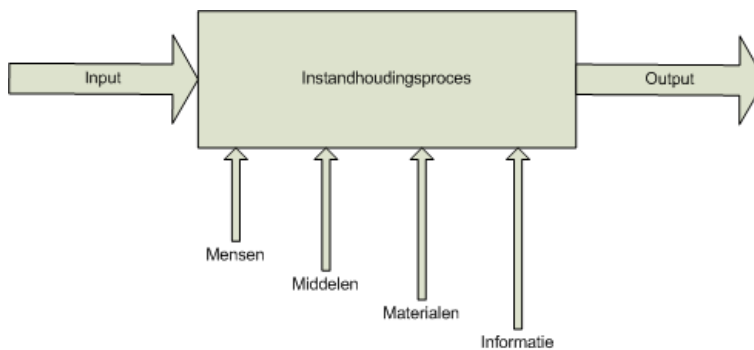 Input
Instandhoudingsproces
Output
Mensen
Middelen
Materialen
Informatie